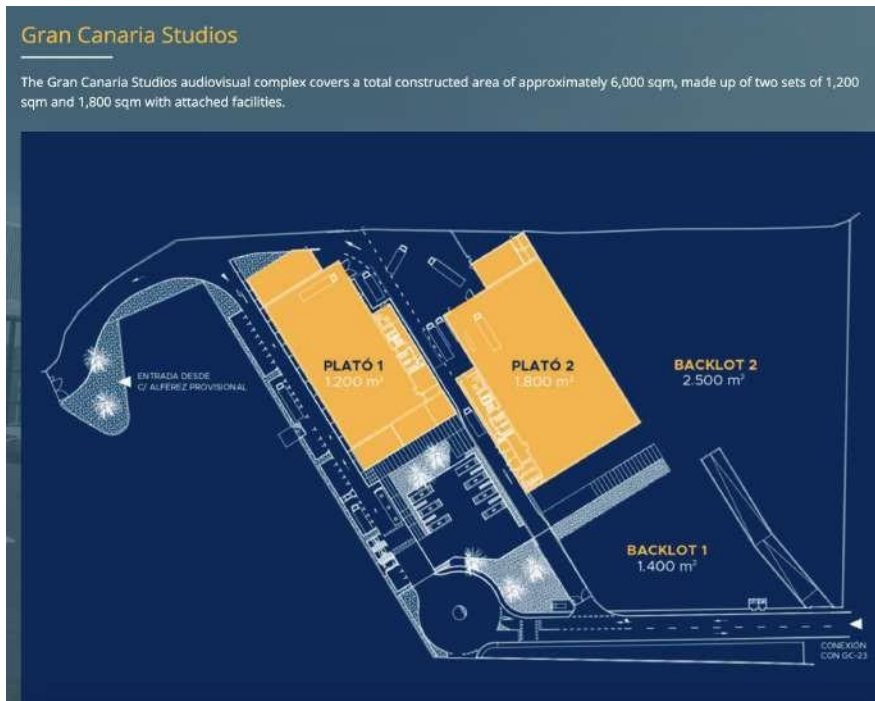 Gran Canaria Studios
The Gran Canaria Studios audiovisual complex covers a total constructed area of approximately 6,000 sqm, made up of two sets of 1,200
sqm and 1,800 sqm with attached facilities.
ENTRADA DESDE
C/ ALFÉREZ PROVISIONAL
PLATÓ 1
1.200 m²
PLATÓ 2
1.800 m²
BACKLOT 2
2.500 m²
BACKLOT 1
1.400 m²
CONEXIÓN
CON GC-23